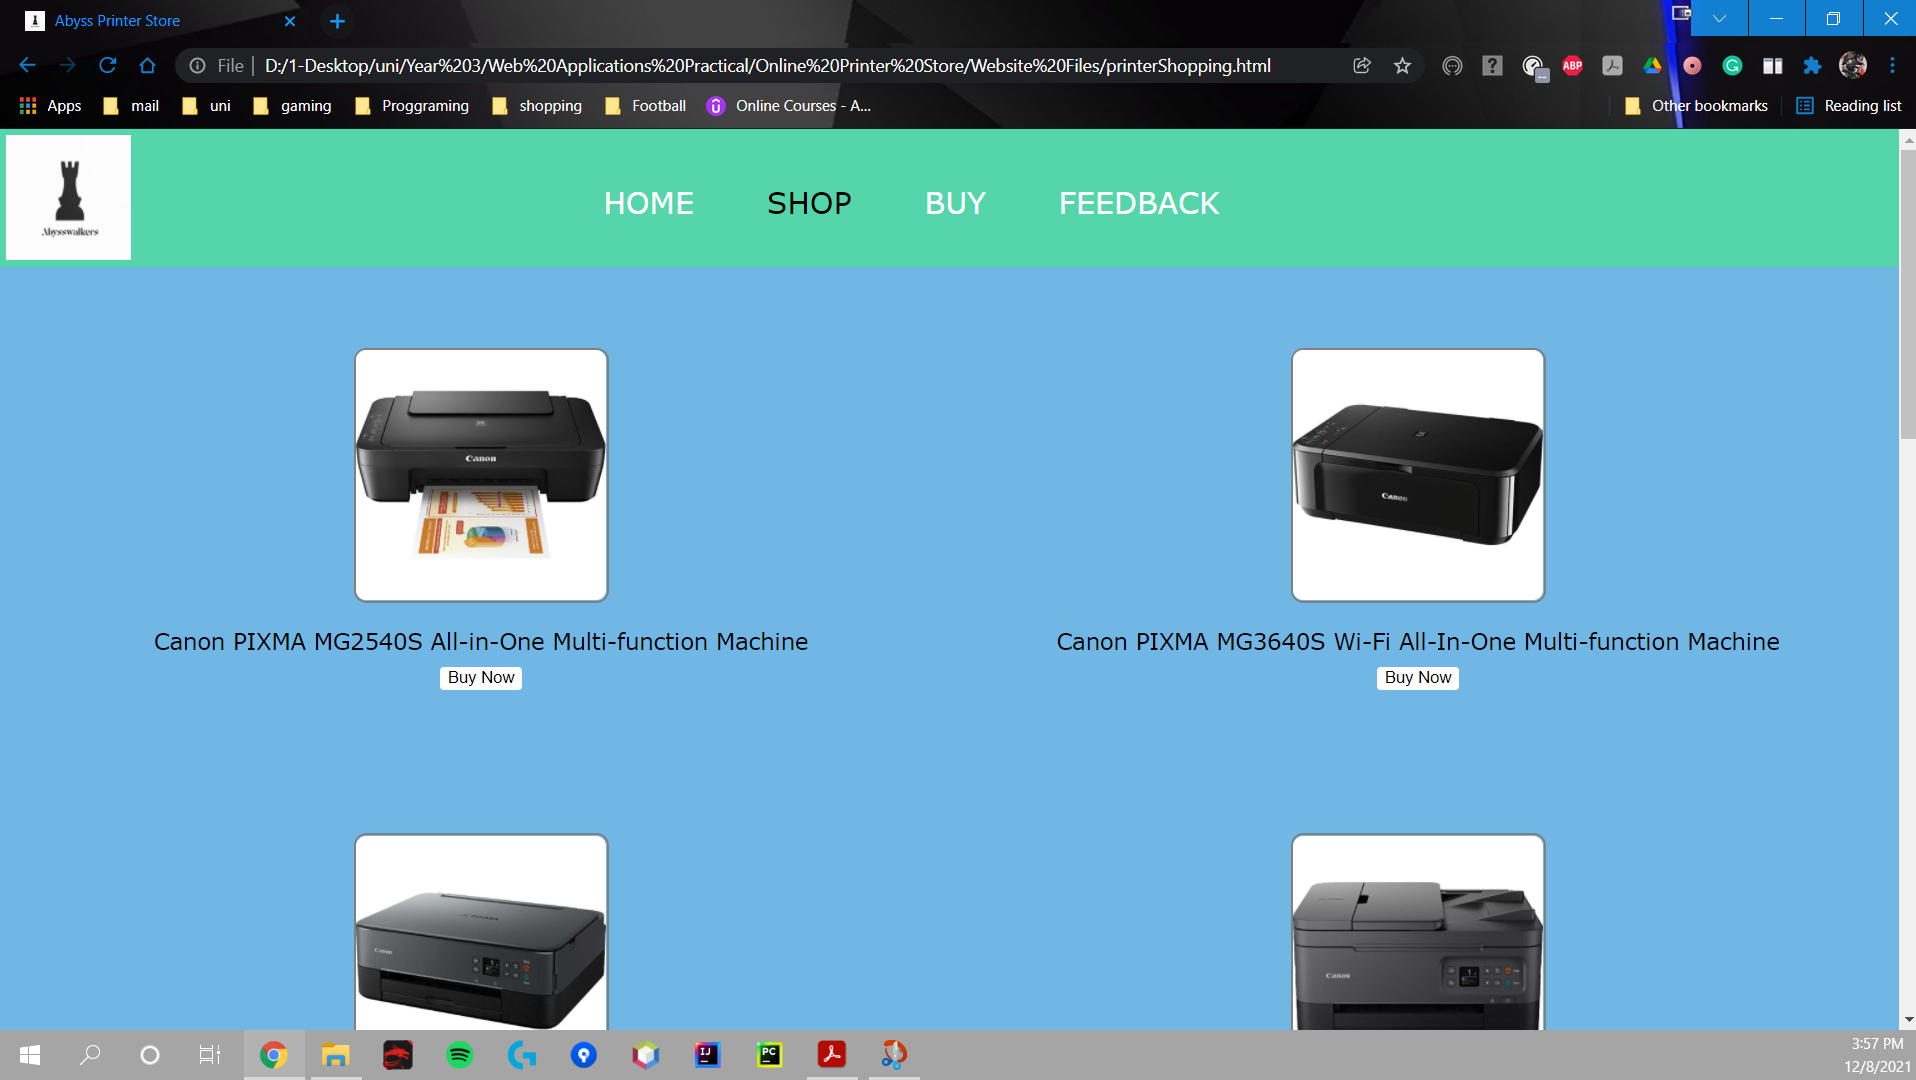 Abyss Printer Store
File
D:/1-Desktop/uni/Year%203/Web%20Applications%20Practical/Online%20Printer%20Store/Website%20Files/printerShopping.html
ABP
Apps
mail
uni
gaming
Proggraming
shopping
Football
Online Courses - A...
Other bookmarks
Reading list
Abysswalkers
HOME
SHOP
BUY
FEEDBACK
Canon
Canon
Canon PIXMA MG2540S All-in-One Multi-function Machine
Canon PIXMA MG3640S Wi-Fi All-In-One Multi-function Machine
Buy Now
Buy Now
Canon
Canon
IJ
PC
3:57 PM
12/8/2021